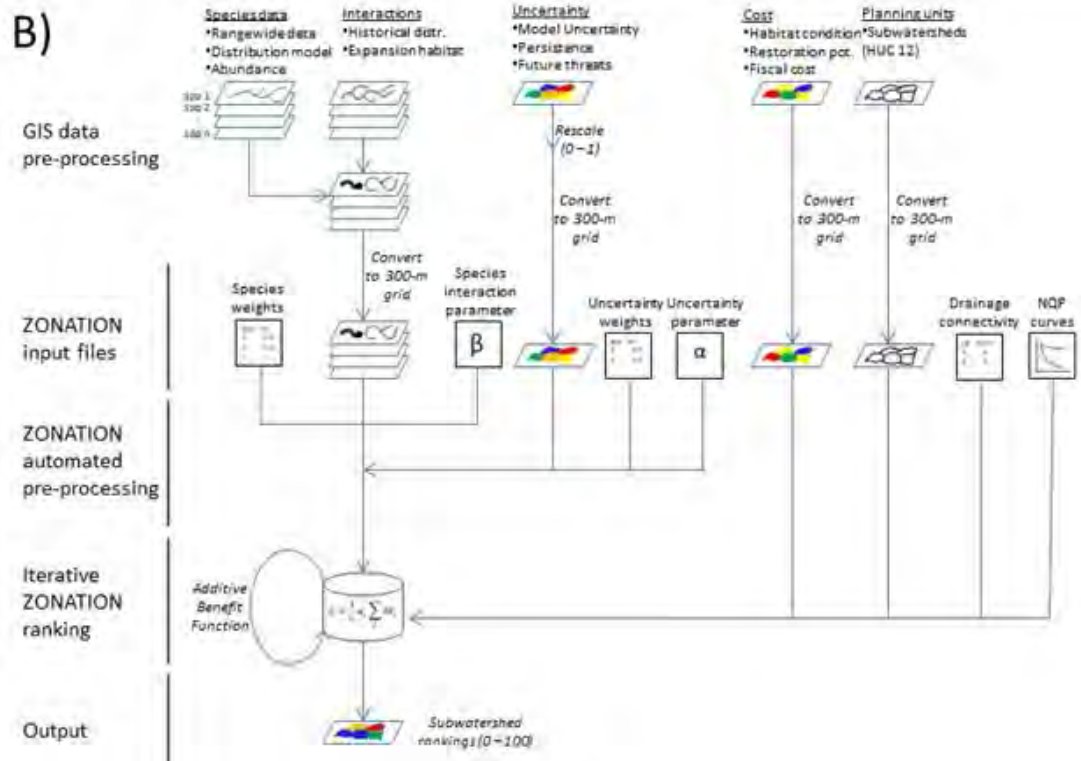 B)
Species data
•Rangewide data
•Distribution model
•Abundance
Interactions
•Historical distr.
•Expansion habitat
Uncertainty
•Model Uncertainty
•Persistence
•Future threats
Cost
•Habitat condition
•Restoration pot.
•Fiscal cost
Planning units
•Subwatersheds
(HUC 12)
GIS data
pre-processing
Rescale
(0–1)
Convert
to 300-m
grid
Convert
to 300-m
grid
Convert
to 300-m
grid
Convert
to 300-m
grid
ZONATION
input files
Species
weights
Species
interaction
parameter
β
Uncertainty
weights
Uncertainty
parameter
α
Drainage
connectivity
NQP
curves
ZONATION
automated
pre-processing
Iterative
ZONATION
ranking
Additive
Benefit
Function
Output
Subwatershed
rankings (0–100)